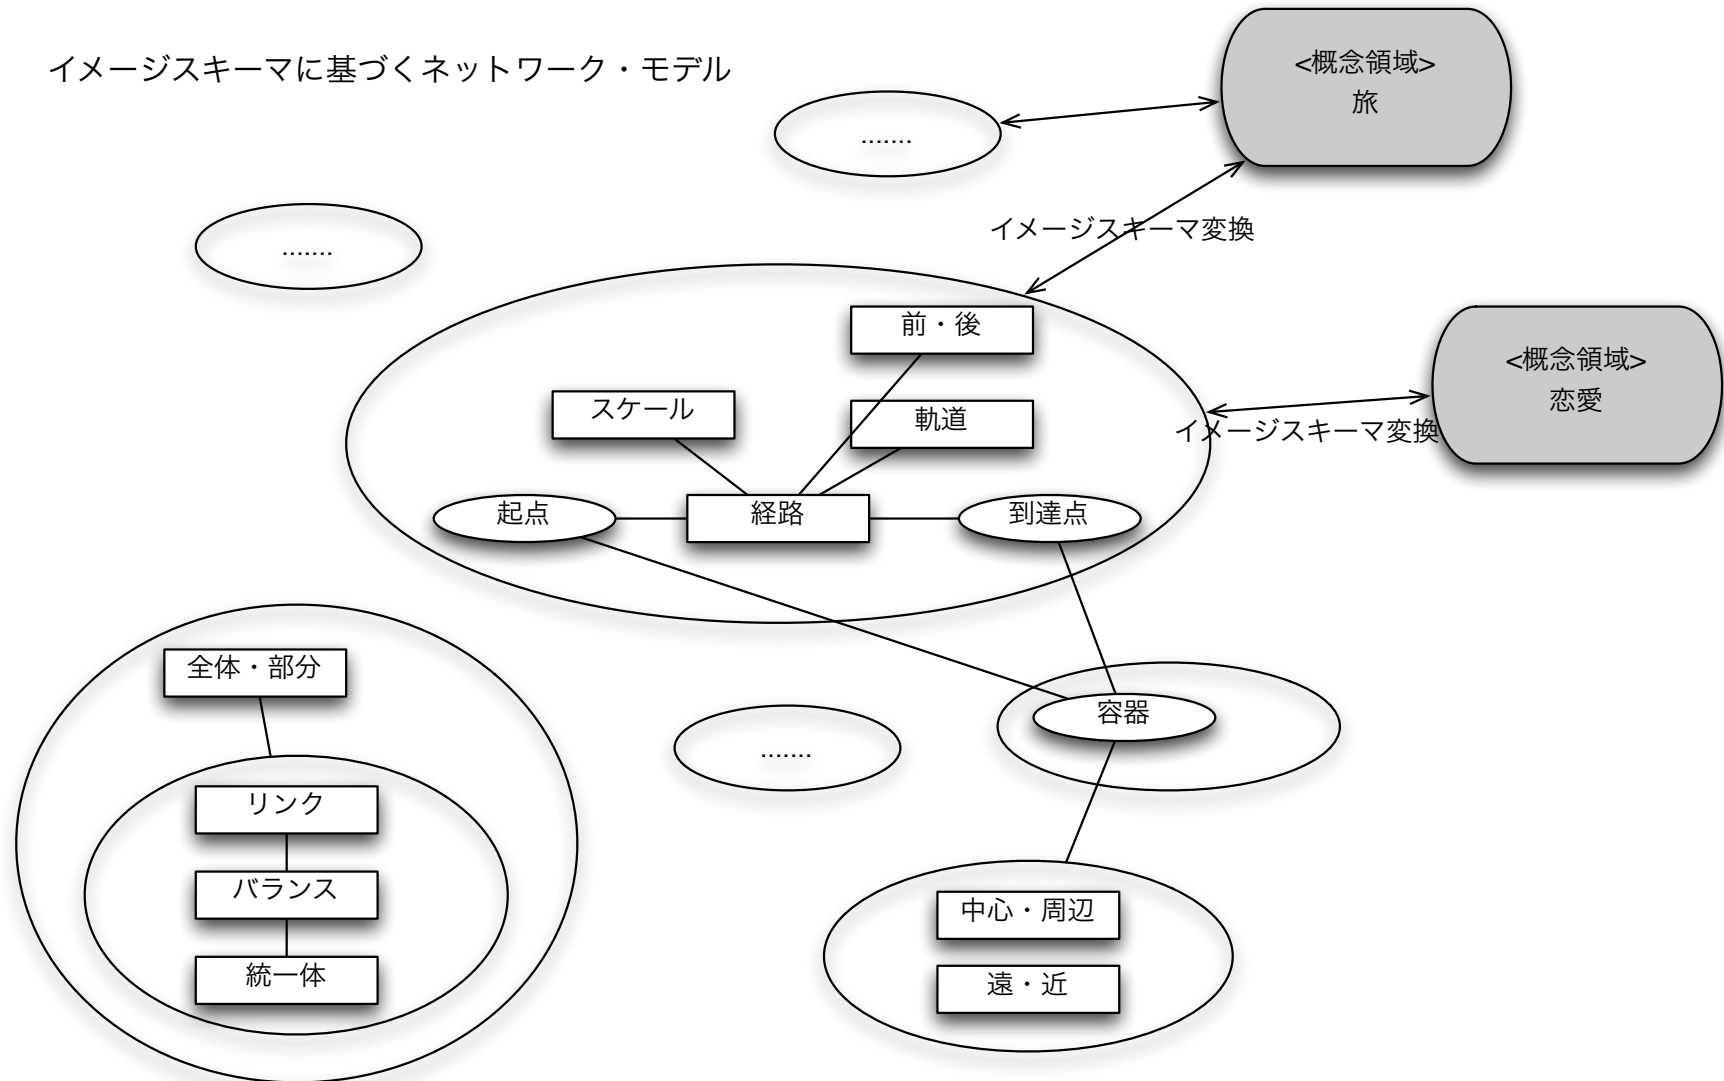 イメージスキーマに基づくネットワーク・モデル
<概念領域>
旅
.......
イメージスキーマ変換
.......
前・後
<概念領域>
恋愛
スケール
軌道
イメージスキーマ変換
起点
経路
到達点
全体・部分
容器
.......
リンク
バランス
統一体
中心・周辺
遠・近